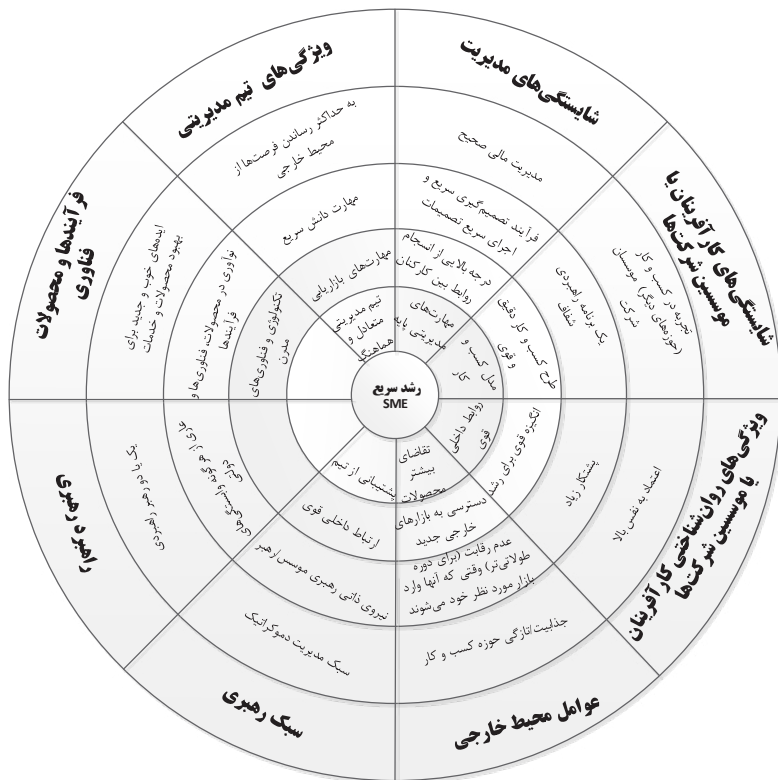 ویژگی‌های تیم مدیریتی
به حداکثر رساندن فرصت‌ها از
محیط خارجی
مهارت دانش سریع
مهارت‌های بازاریابی
تیم مدیریتی
متعادل و
هماهنگ
شایستگی‌های مدیریت
مدیریت مالی صحیح
فرآیند تصمیم‌گیری سریع و
اجرای سریع تصمیمات
درجه بالایی از انسجام
روابط بین کارکنان
مهارت‌های
مدیریتی پایه
شایستگی‌های کارآفرینان یا
موسسین شرکت‌ها
تجربه در کسب و کار
(حوزه‌های دیگر) موسسان
شرکت
یک برنامه راهبردی
شفاف
طرح کسب و کار دقیق
و قوی
مدل کسب و
کار
ویژگی‌های روان‌شناختی کارآفرینان
یا موسسین شرکت‌ها
اعتماد به نفس بالا
پشتکار زیاد
انگیزه قوی برای رشد
روابط داخلی
قوی
عوامل محیط خارجی
جذابیت/تازگی حوزه کسب و کار
عدم رقابت (برای دوره
طولانی‌تر) وقتی که آنها وارد
بازار مورد نظر خود می‌شوند
دسترسی به بازارهای
خارجی جدید
تقاضای
بیشتر
محصولات
سبک رهبری
سبک مدیریت دموکراتیک
نیروی ذاتی رهبری موسس/رهبر
ارتباط داخلی قوی
پشتیبانی از تیم
راهبرد رهبری
یک یا دو رهبر راهبردی
عاری از هرگونه وابستگی‌های
دولتی
فرآیندها و محصولات
فناوری
ایده‌های خوب و جدید برای
بهبود محصولات و خدمات
نوآوری در محصولات، فناوری‌ها و
فرآیندها
تکنولوژی و فناوری‌های
مدرن
رشد سریع
SME